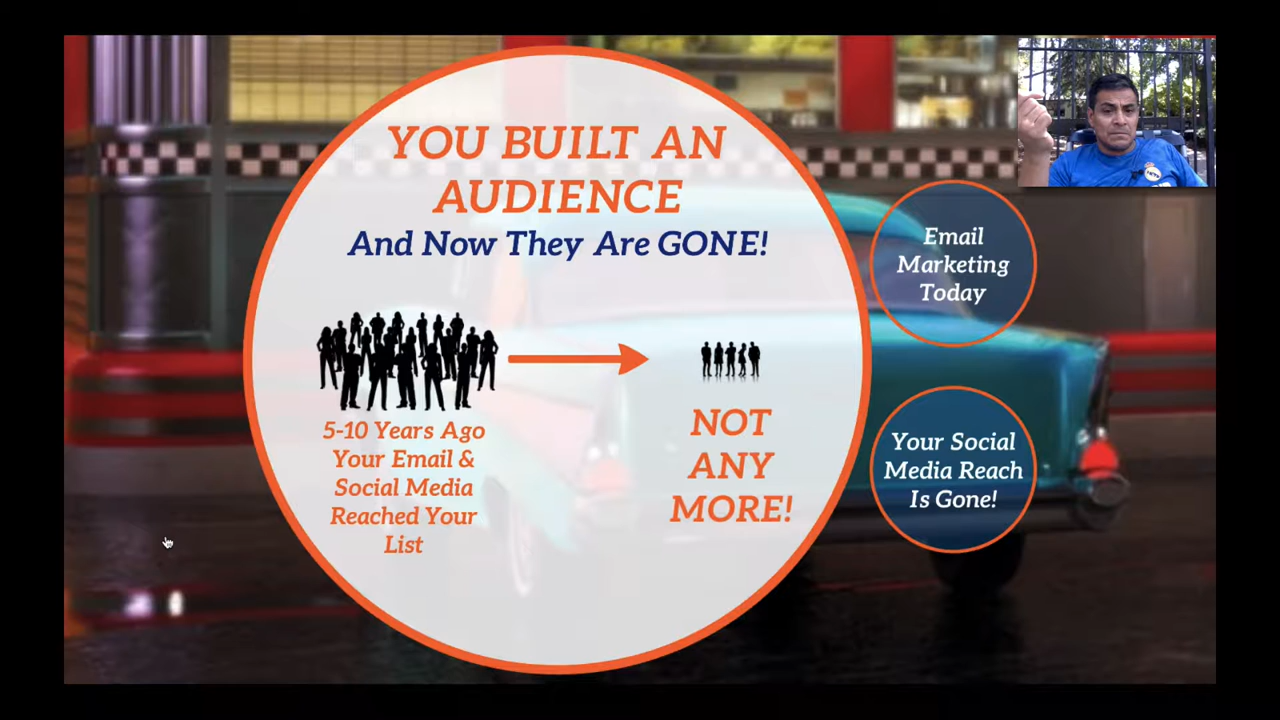 YOU BUILT AN
AUDIENCE
And Now They Are GONE!
5-10 Years Ago
Your Email &
Social Media
Reached Your
List
NOT
ANY
MORE!
Email
Marketing
Today
Your Social
Media Reach
Is Gone!